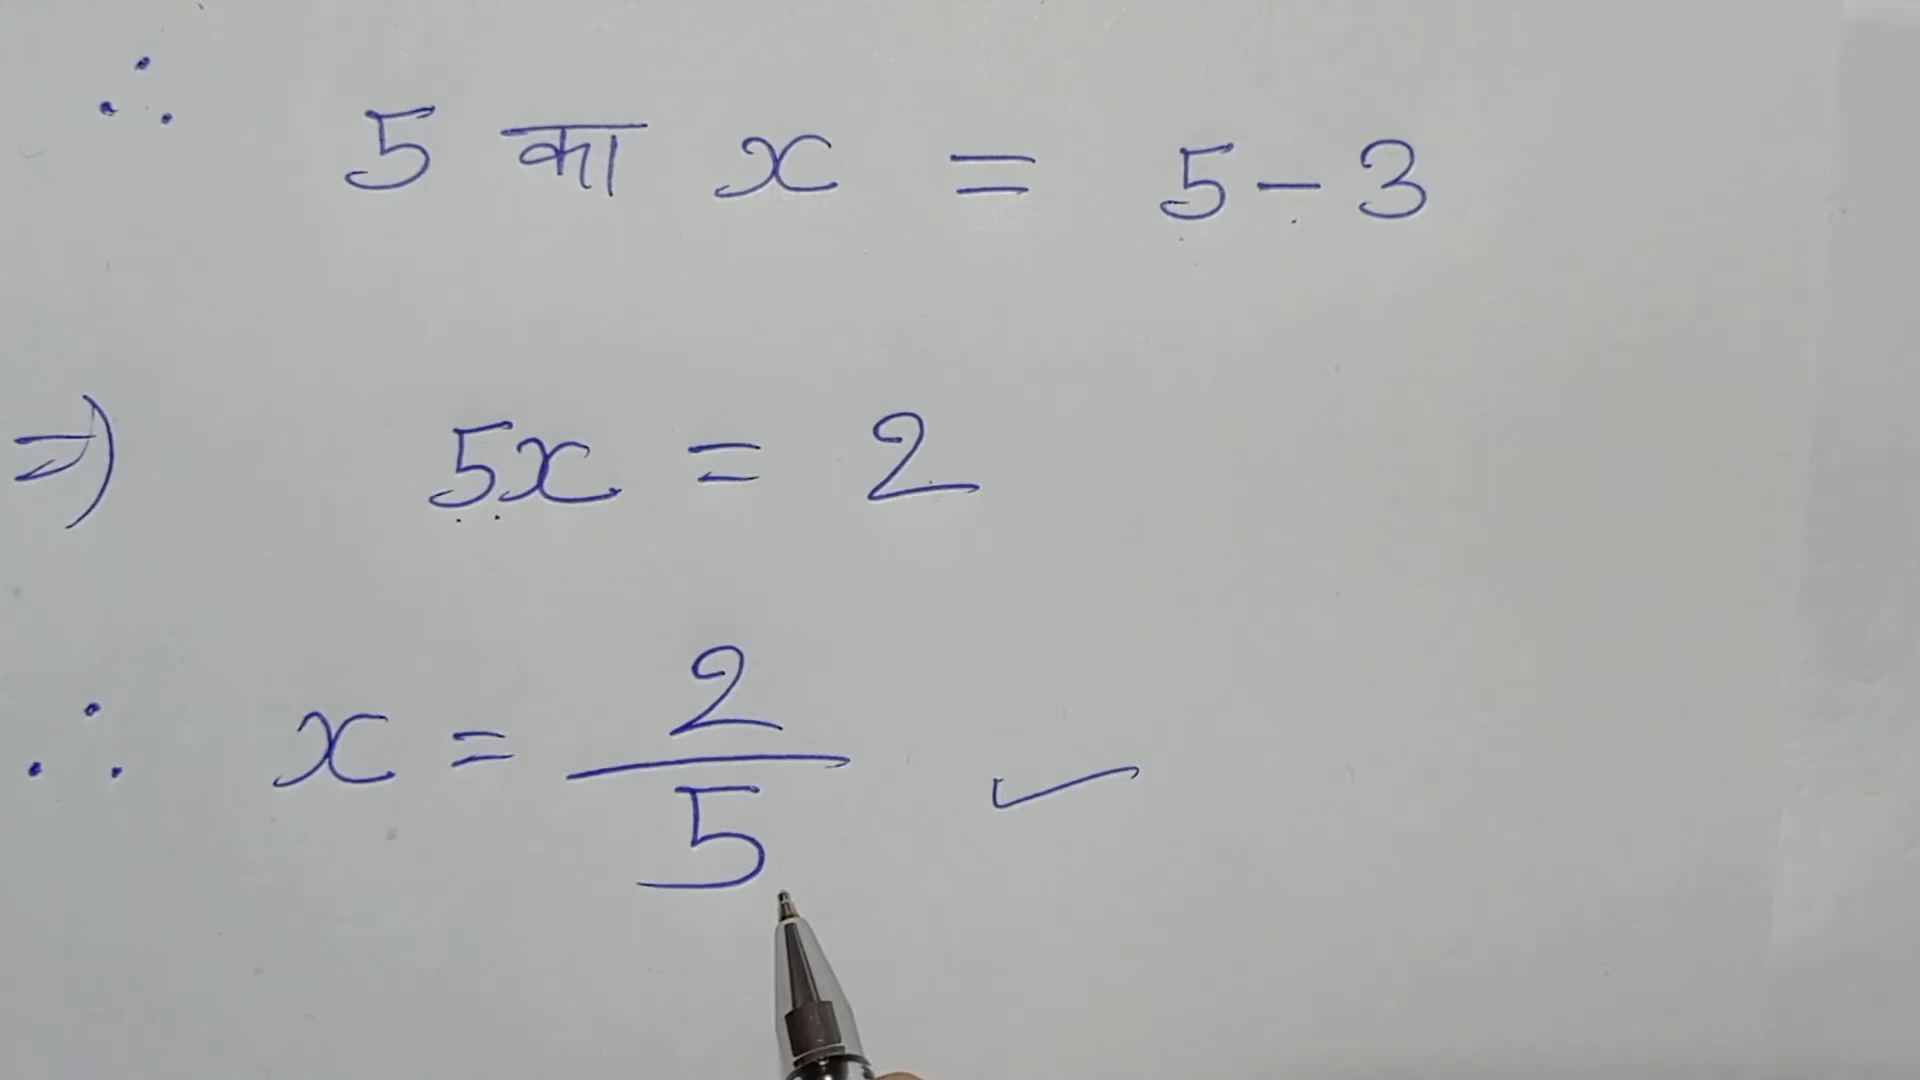 ∴ 5 का x = 5 - 3
⇒ 5x = 2
∴ x = 2/5 ✓